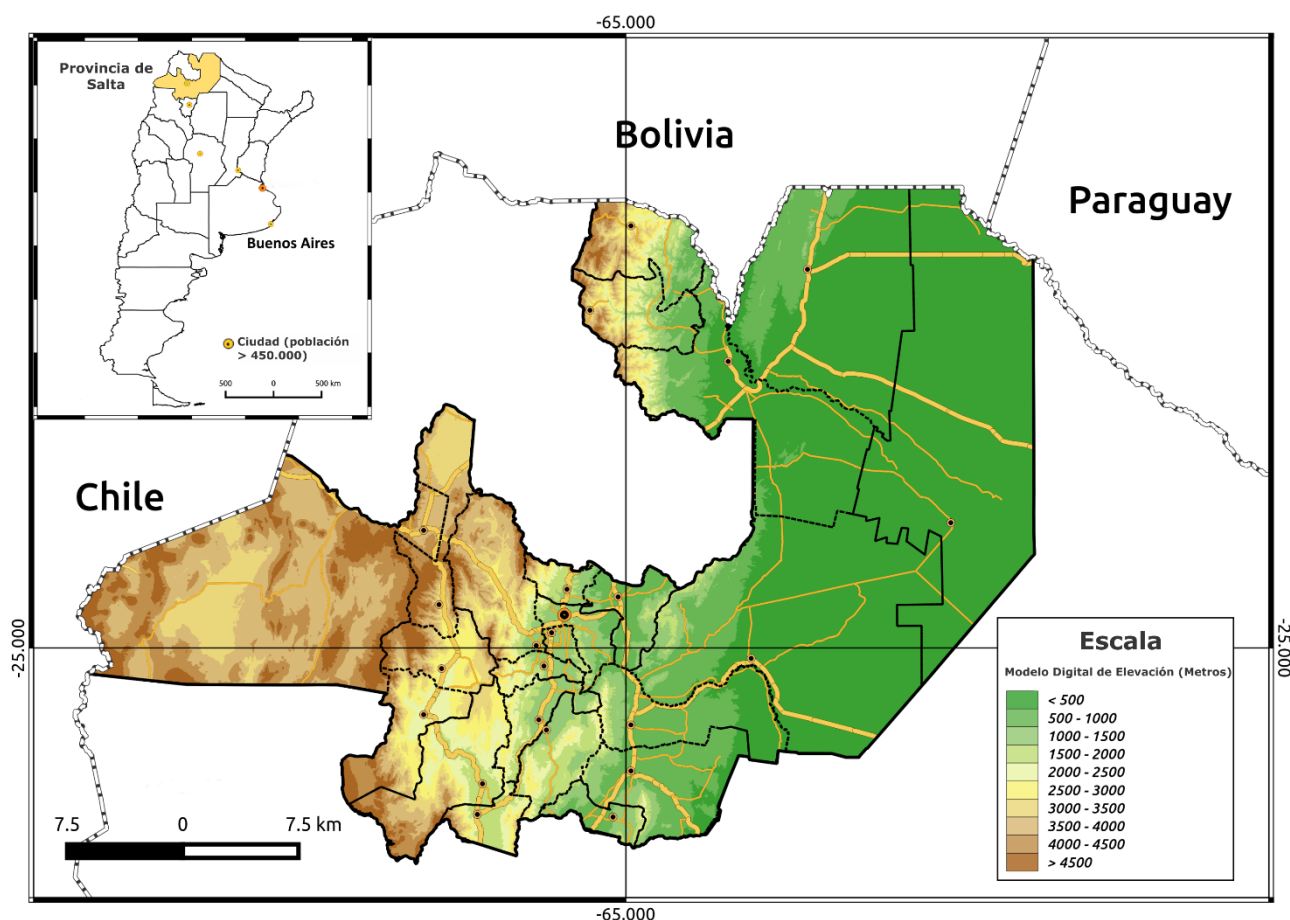 -65.000
Provincia de
Salta
Buenos Aires
Ciudad (población
> 450.000)
500
0
500 km
Bolivia
Paraguay
Chile
-25.000
-25.000
7.5
0
7.5 km
Escala
Modelo Digital de Elevación (Metros)
< 500
500 - 1000
1000 - 1500
1500 - 2000
2000 - 2500
2500 - 3000
3000 - 3500
3500 - 4000
4000 - 4500
> 4500
-65.000